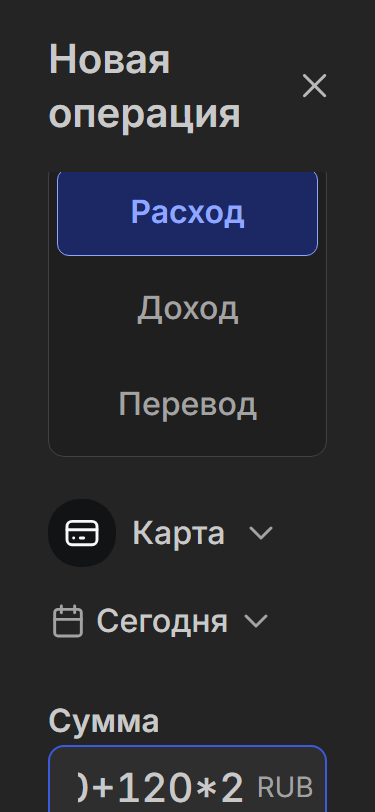 Новая
операция
Расход
Доход
Перевод
Карта
Сегодня
Сумма
)+120*2 RUB